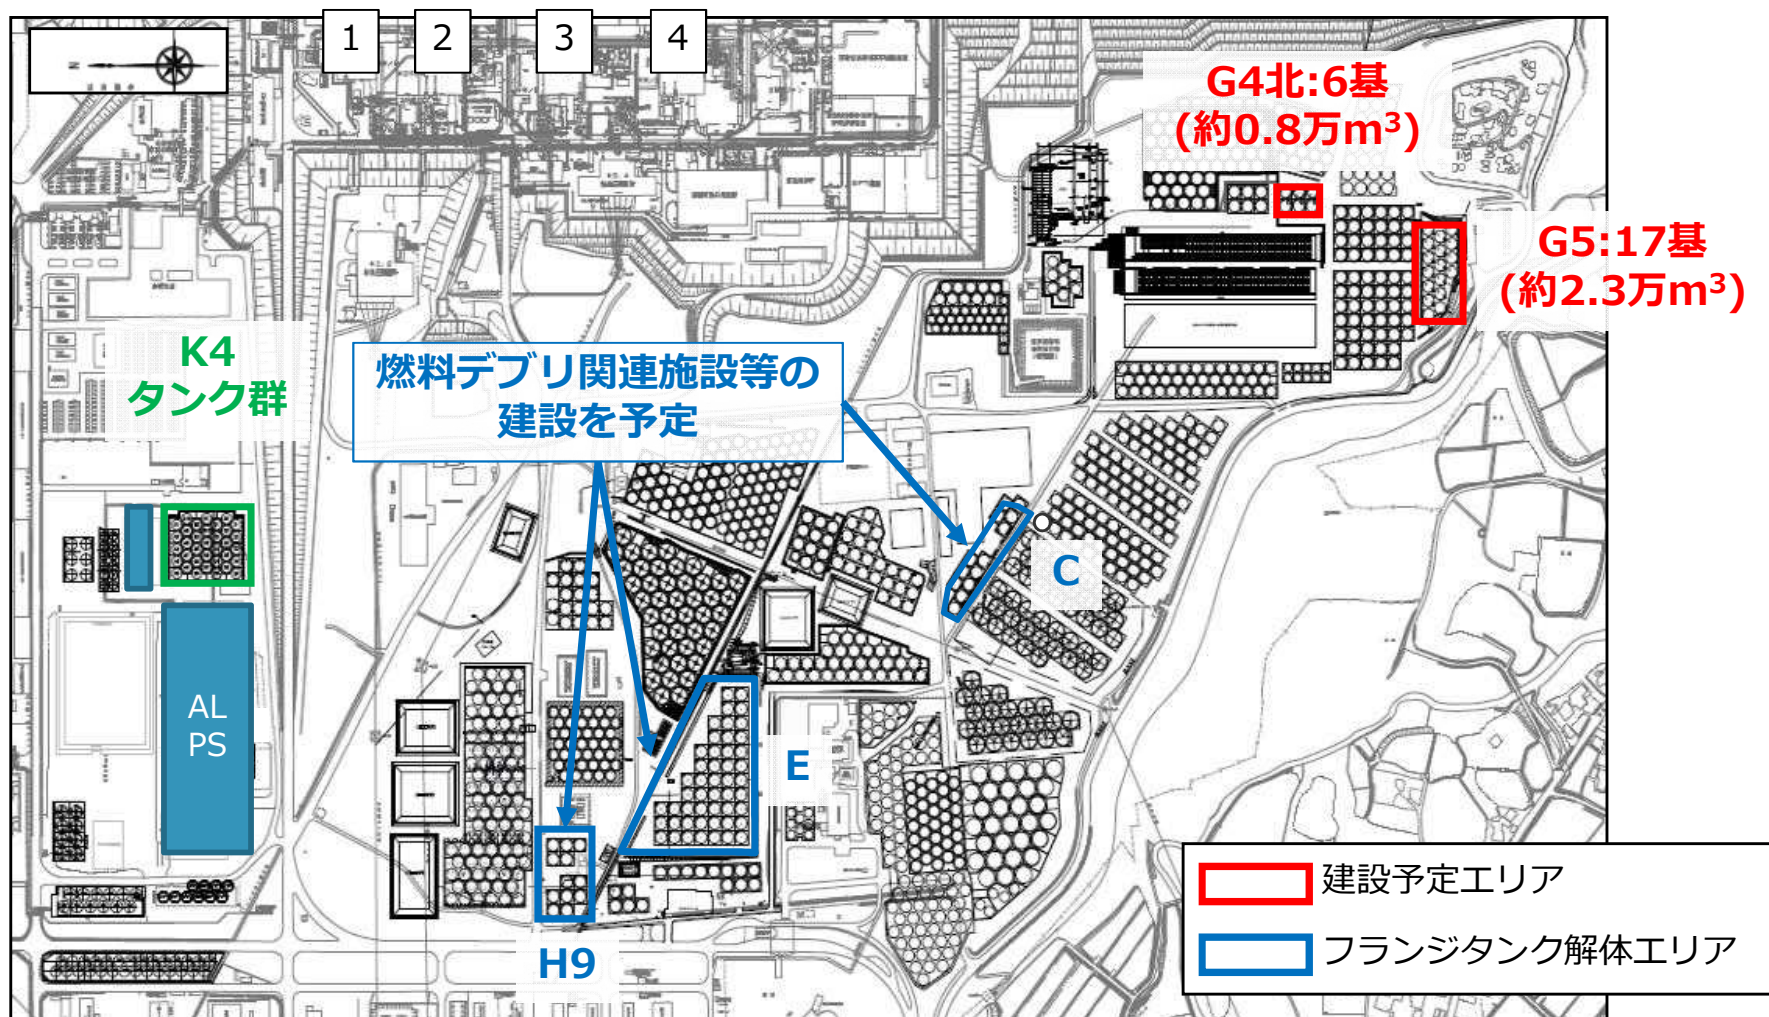 1
2
3
4
N
G4北:6基
(約0.8万m³)
G5:17基
(約2.3万m³)
K4
タンク群
燃料デブリ関連施設等の
建設を予定
C
AL
PS
E
H9
建設予定エリア
フランジタンク解体エリア